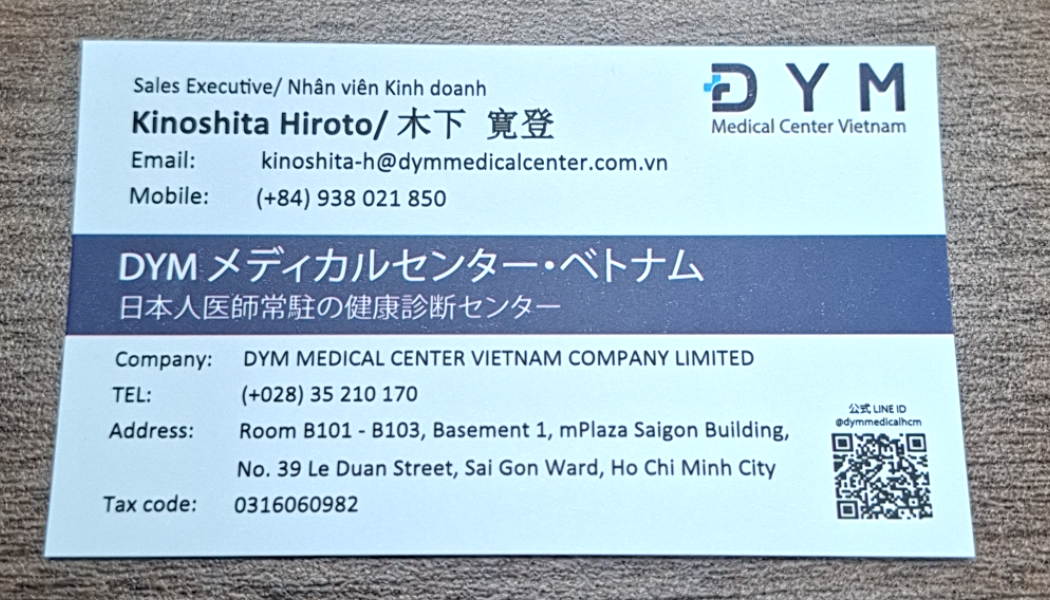 Sales Executive/ Nhân viên Kinh doanh
Kinoshita Hiroto/ 木下 寛登
Email: kinoshita-h@dymmedicalcenter.com.vn
Mobile: (+84) 938 021 850
DYM
Medical Center Vietnam
DYM メディカルセンター・ベトナム
日本人医師常駐の健康診断センター
Company: DYM MEDICAL CENTER VIETNAM COMPANY LIMITED
TEL: (+028) 35 210 170
Address: Room B101 - B103, Basement 1, mPlaza Saigon Building,
No. 39 Le Duan Street, Sai Gon Ward, Ho Chi Minh City
Tax code: 0316060982
公式 LINE ID
@dymmedicalhcm